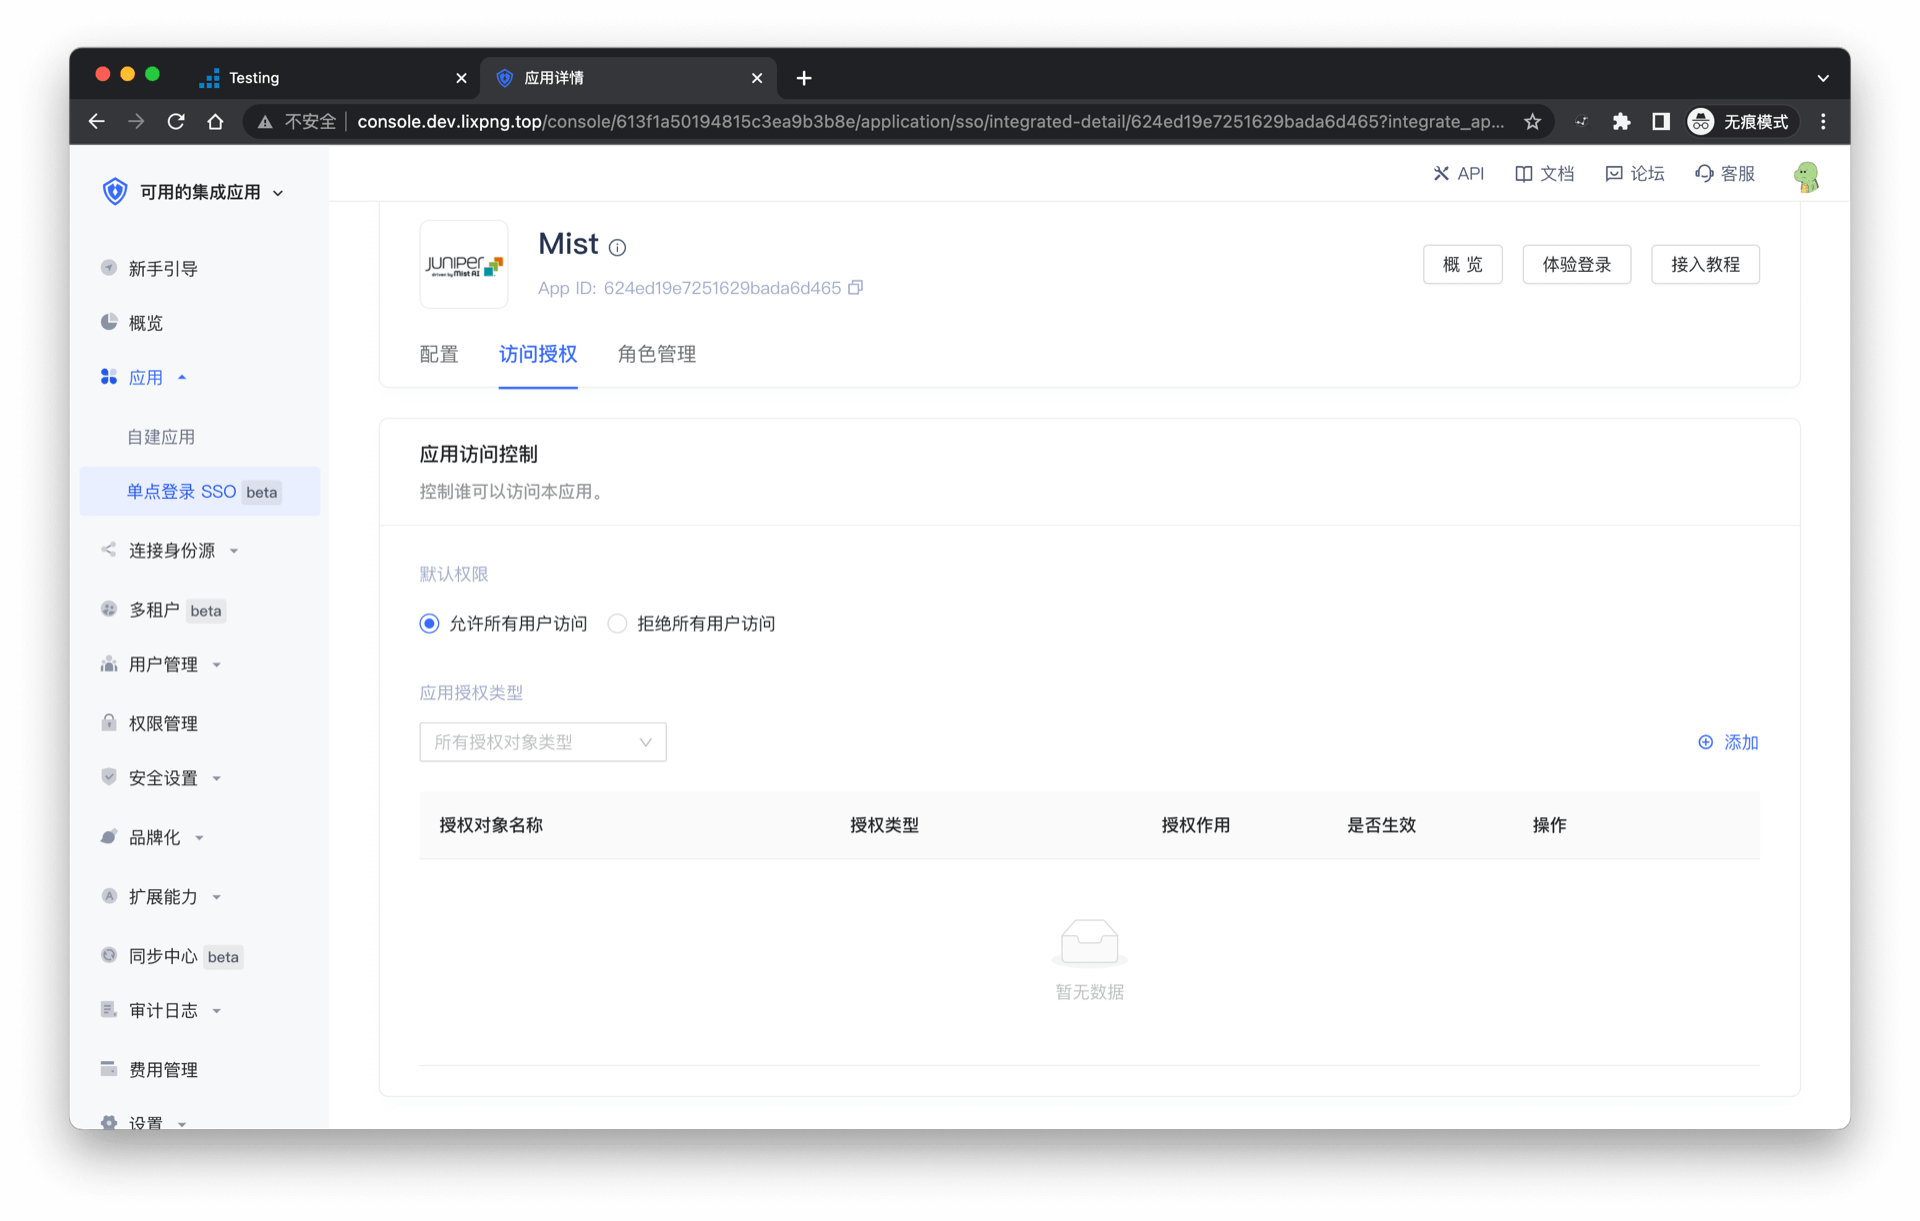 Testing
应用详情
不安全
console.dev.lixpng.top/console/613f1a50194815c3ea9b3b8e/application/sso/integrated-detail/624ed19e7251629bada6d465?integrate_ap...
无痕模式
可用的集成应用
API
文档
论坛
客服
新手引导
概览
应用
自建应用
单点登录 SSO beta
连接身份源
多租户 beta
用户管理
权限管理
安全设置
品牌化
扩展能力
同步中心 beta
审计日志
费用管理
设置
Juniper
driven by Mist AI
Mist
App ID: 624ed19e7251629bada6d465
概 览
体验登录
接入教程
配置
访问授权
角色管理
应用访问控制
控制谁可以访问本应用。
默认权限
允许所有用户访问
拒绝所有用户访问
应用授权类型
所有授权对象类型
添加
授权对象名称
授权类型
授权作用
是否生效
操作
暂无数据